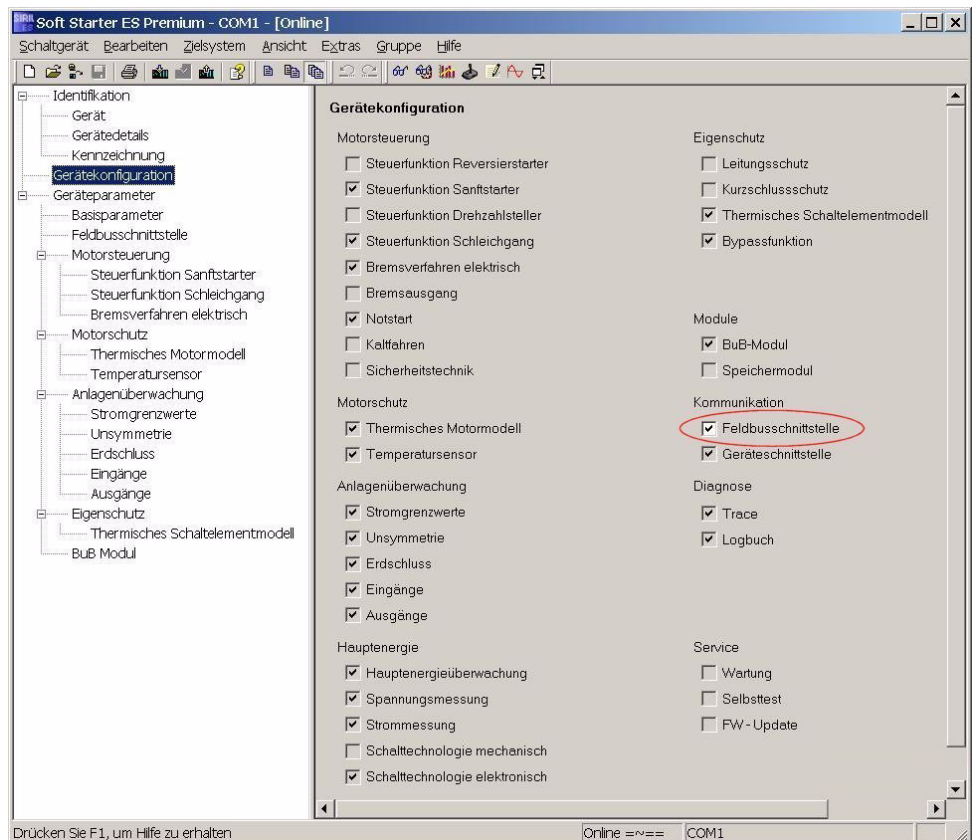 Soft Starter ES Premium - COM1 - [Online]
Schaltgerät Bearbeiten Zielsystem Ansicht Extras Gruppe Hilfe
Identifikation
Gerät
Gerätedetails
Kennzeichnung
Gerätekonfiguration
Geräteparameter
Basisparameter
Feldbusschnittstelle
Motorsteuerung
Steuerfunktion Sanftstarter
Steuerfunktion Schleichgang
Bremsverfahren elektrisch
Motorschutz
Thermisches Motormodell
Temperatursensor
Anlagenüberwachung
Stromgrenzwerte
Unsymmetrie
Erdschluss
Eingänge
Ausgänge
Eigenschutz
Thermisches Schaltelementmodell
BuB Modul
Gerätekonfiguration
Motorsteuerung
Steuerfunktion Reversierstarter
Steuerfunktion Sanftstarter
Steuerfunktion Drehzahlsteller
Steuerfunktion Schleichgang
Bremsverfahren elektrisch
Bremsausgang
Notstart
Kaltfahren
Sicherheitstechnik
Motorschutz
Thermisches Motormodell
Temperatursensor
Anlagenüberwachung
Stromgrenzwerte
Unsymmetrie
Erdschluss
Eingänge
Ausgänge
Hauptenergie
Hauptenergieüberwachung
Spannungsmessung
Strommessung
Schalttechnologie mechanisch
Schalttechnologie elektronisch
Eigenschutz
Leitungsschutz
Kurzschlussschutz
Thermisches Schaltelementmodell
Bypassfunktion
Module
BuB-Modul
Speichermodul
Kommunikation
Feldbusschnittstelle
Geräteschnittstelle
Diagnose
Trace
Logbuch
Service
Wartung
Selbsttest
FW - Update
Drücken Sie F1, um Hilfe zu erhalten
Online =~== COM1